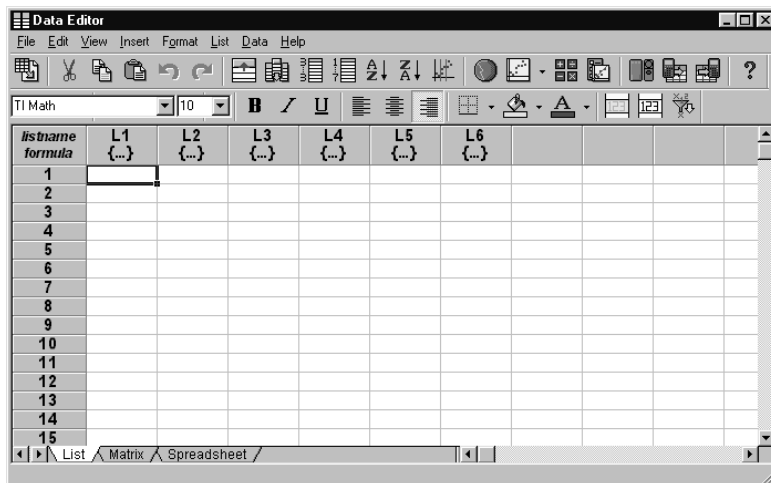 Data Editor
File Edit View Insert Format List Data Help
TI Math 10 B I U A 123 123
listname L1 L2 L3 L4 L5 L6
formula {...} {...} {...} {...} {...} {...}
1
2
3
4
5
6
7
8
9
10
11
12
13
14
15
List Matrix Spreadsheet